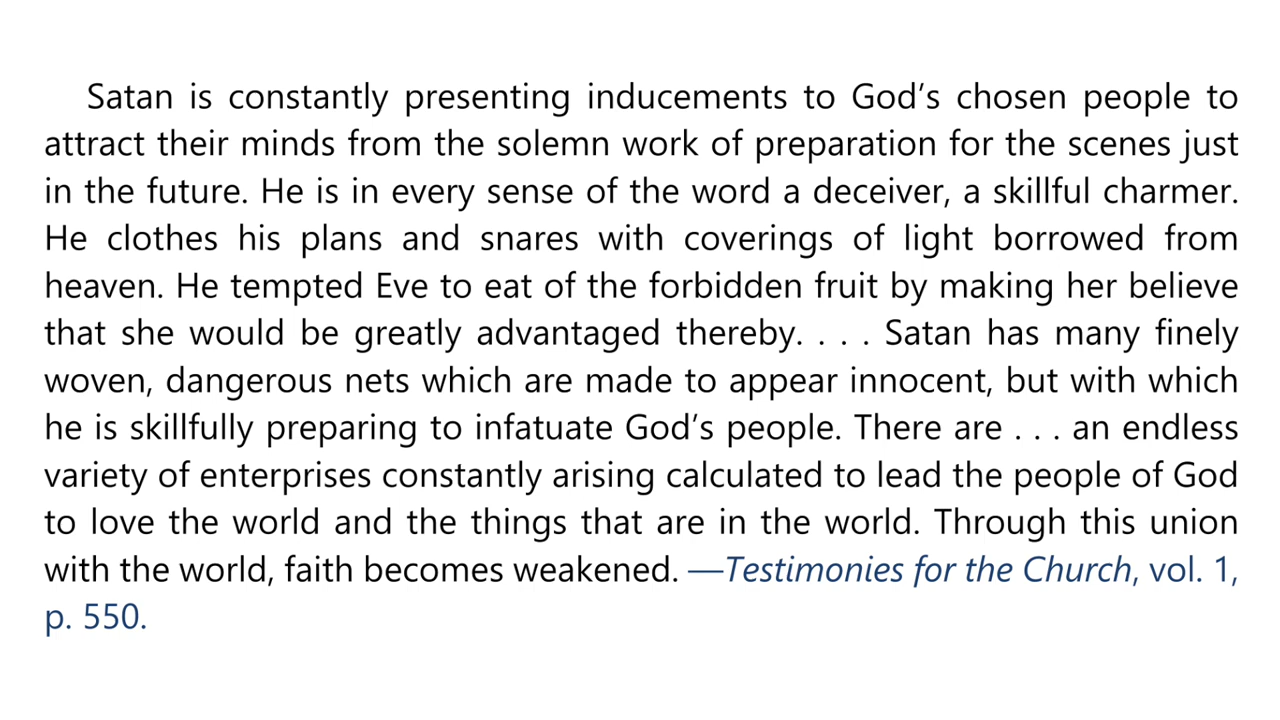 Satan is constantly presenting inducements to God’s chosen people to
attract their minds from the solemn work of preparation for the scenes just
in the future. He is in every sense of the word a deceiver, a skillful charmer.
He clothes his plans and snares with coverings of light borrowed from
heaven. He tempted Eve to eat of the forbidden fruit by making her believe
that she would be greatly advantaged thereby. . . . Satan has many finely
woven, dangerous nets which are made to appear innocent, but with which
he is skillfully preparing to infatuate God’s people. There are . . . an endless
variety of enterprises constantly arising calculated to lead the people of God
to love the world and the things that are in the world. Through this union
with the world, faith becomes weakened. —Testimonies for the Church, vol. 1,
p. 550.